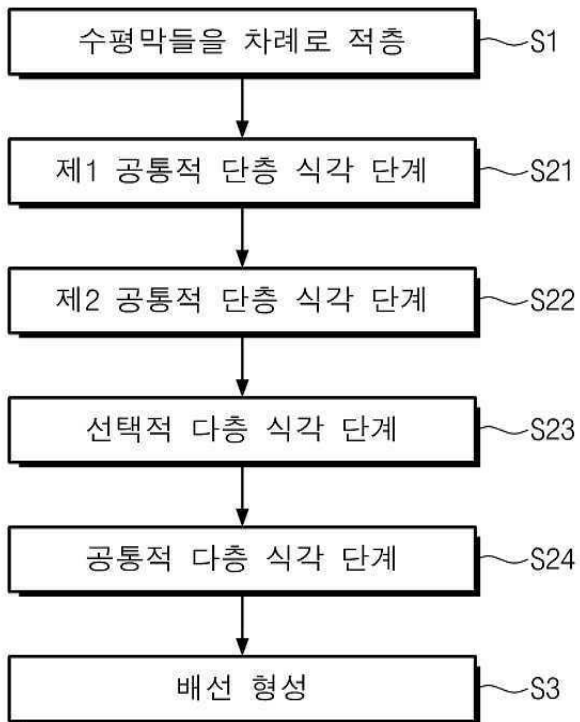 수평막들을 차례로 적층 S1
제1 공통적 단층 식각 단계 S21
제2 공통적 단층 식각 단계 S22
선택적 다층 식각 단계 S23
공통적 다층 식각 단계 S24
배선 형성 S3